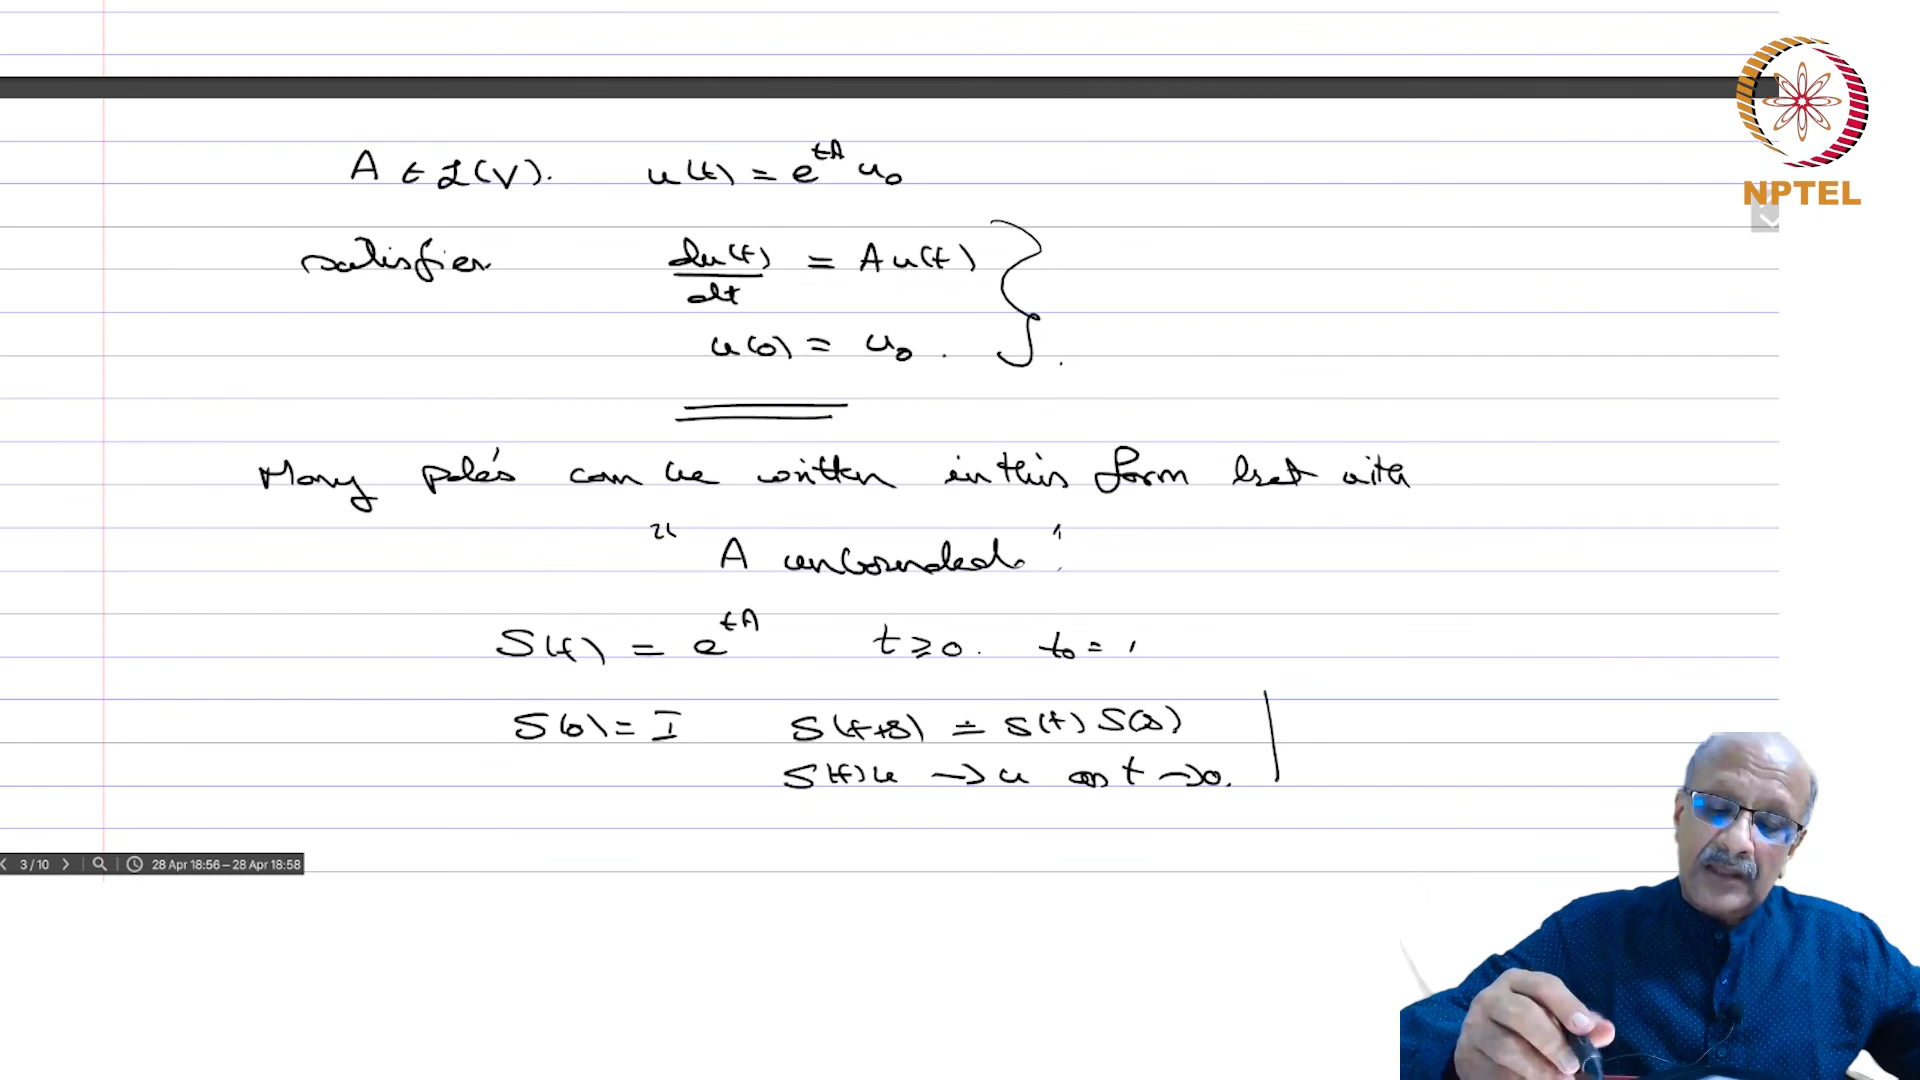 A ∈ L(V). u(t) = e^{tA} u₀
satisfies du(t)/dt = Au(t)
u(0) = u₀.
Many pde's can be written in this form but with
" A unbounded"
S(t) = e^{tA} t ≥ 0.
S(0) = I S(t+s) = S(t) S(s)
S(t)u → u as t → 0.
NPTEL
3 / 10 28 Apr 18:56 – 28 Apr 18:58